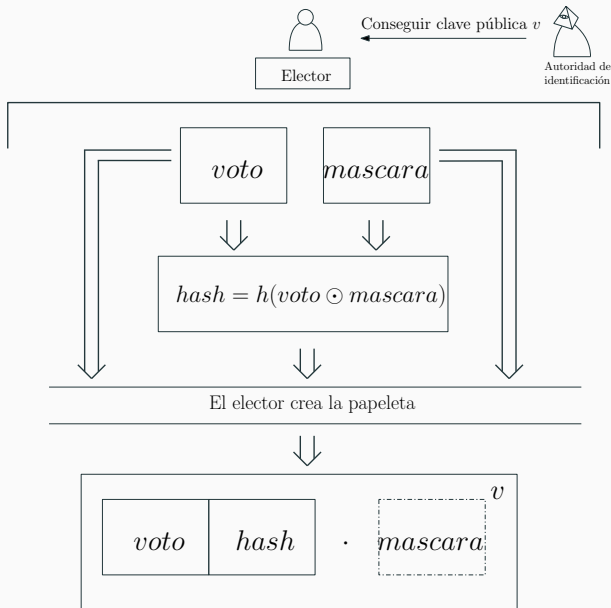 Conseguir clave pública v
Elector
Autoridad de
identificación
voto
mascara
hash = h(voto ⊙ mascara)
El elector crea la papeleta
v
voto
hash
·
mascara